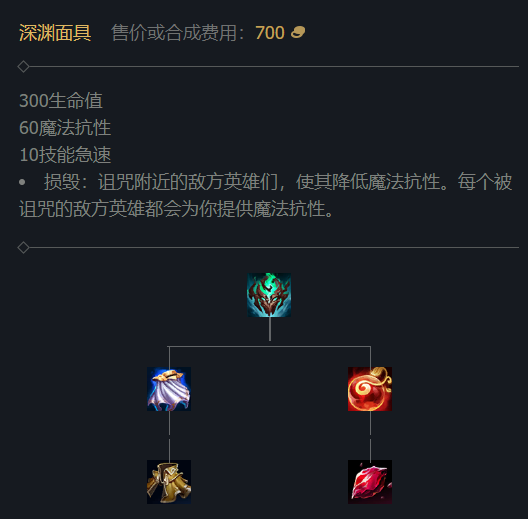 深渊面具 售价或合成费用：700
300生命值
60魔法抗性
10技能急速
• 损毁：诅咒附近的敌方英雄们，使其降低魔法抗性。每个被
诅咒的敌方英雄都会为你提供魔法抗性。